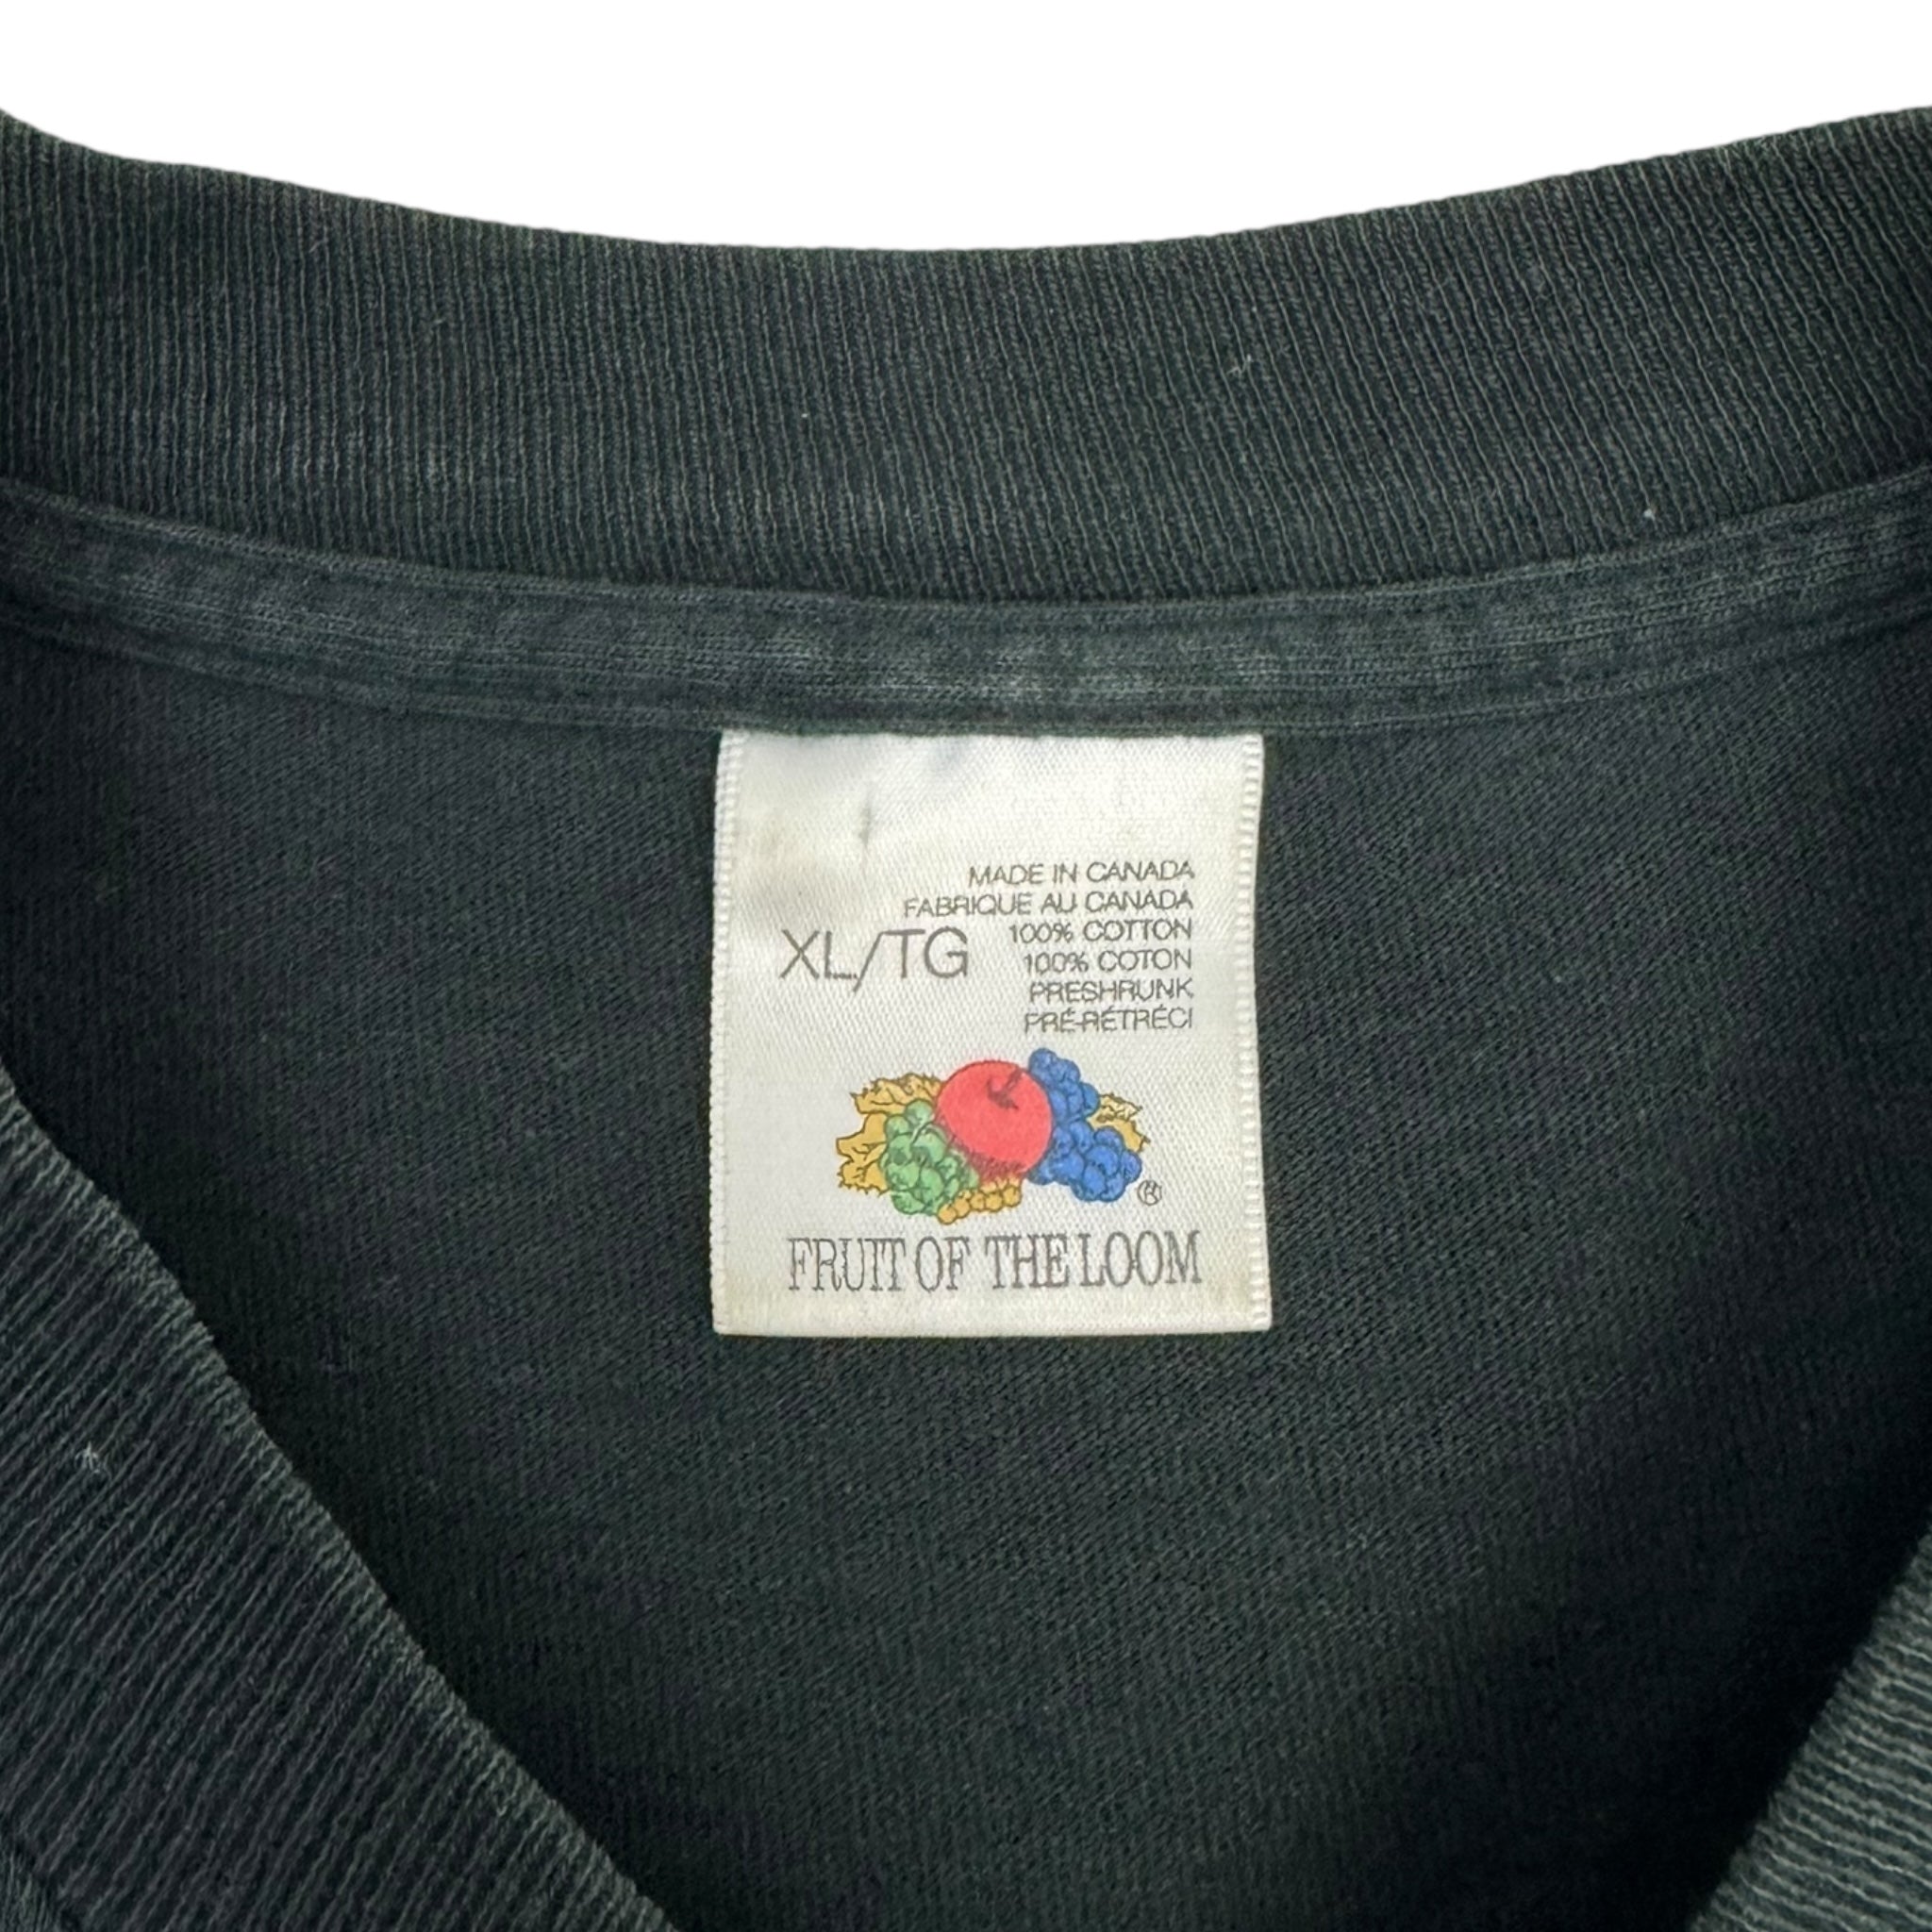 MADE IN CANADA
FABRIQUE AU CANADA
XL/TG
100% COTTON
100% COTON
PRESHRUNK
PRÉ-RÉTRÉCI
®
FRUIT OF THE LOOM